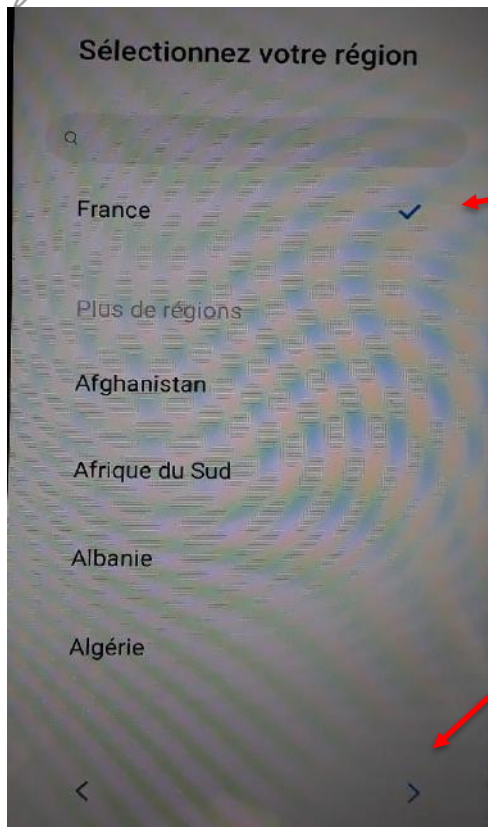 Sélectionnez votre région
France
Plus de régions
Afghanistan
Afrique du Sud
Albanie
Algérie